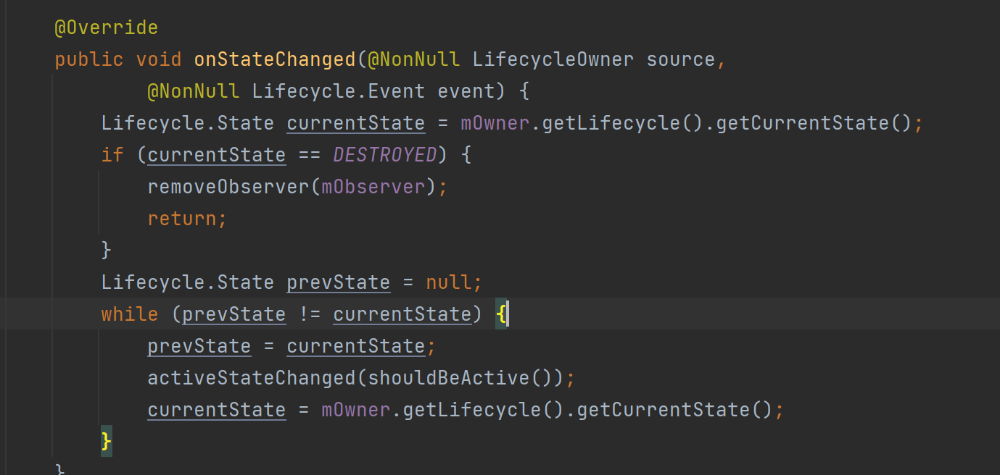 @Override
public void onStateChanged(@NonNull LifecycleOwner source,
@NonNull Lifecycle.Event event) {
Lifecycle.State currentState = mOwner.getLifecycle().getCurrentState();
if (currentState == DESTROYED) {
removeObserver(mObserver);
return;
}
Lifecycle.State prevState = null;
while (prevState != currentState) {
prevState = currentState;
activeStateChanged(shouldBeActive());
currentState = mOwner.getLifecycle().getCurrentState();
}
}